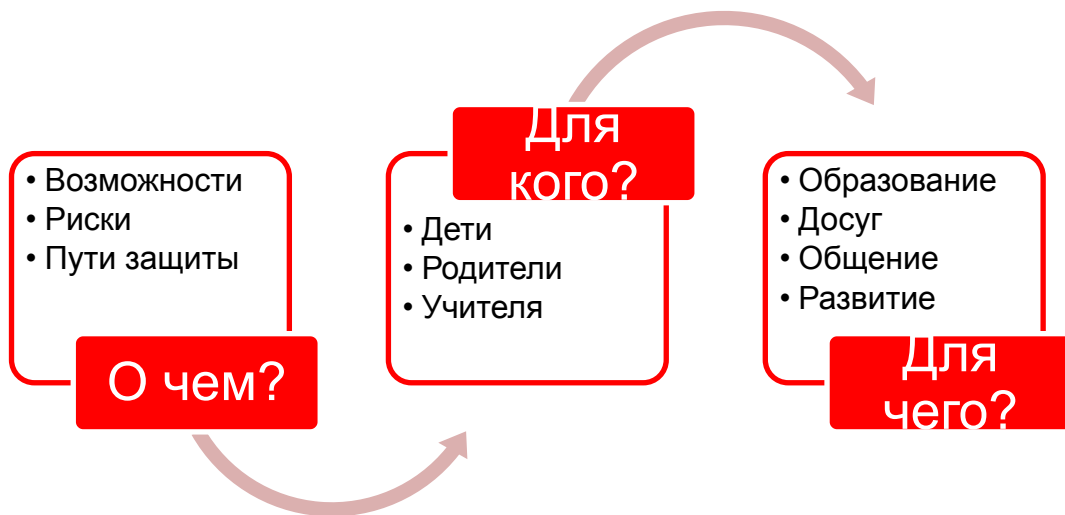 • Возможности
• Риски
• Пути защиты
О чем?
Для
кого?
• Дети
• Родители
• Учителя
• Образование
• Досуг
• Общение
• Развитие
Для
чего?